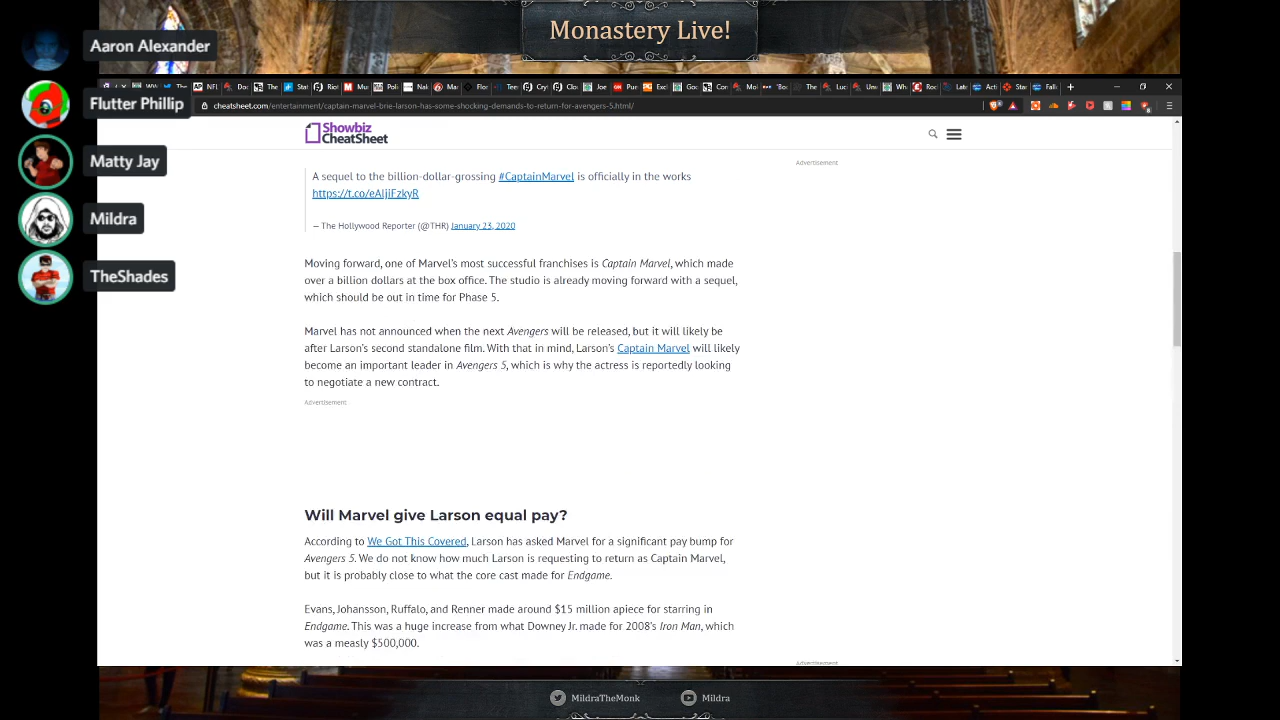 Monastery Live!
Aaron Alexander
Flutter Phillip
Matty Jay
Mildra
TheShades
cheatsheet.com/entertainment/captain-marvel-brie-larson-has-some-shocking-demands-to-return-for-avengers-5.html/
Showbiz
CheatSheet
Advertisement
A sequel to the billion-dollar-grossing #CaptainMarvel is officially in the works
https://t.co/eAIjiFzkyR
— The Hollywood Reporter (@THR) January 23, 2020
Moving forward, one of Marvel's most successful franchises is Captain Marvel, which made
over a billion dollars at the box office. The studio is already moving forward with a sequel,
which should be out in time for Phase 5.
Marvel has not announced when the next Avengers will be released, but it will likely be
after Larson's second standalone film. With that in mind, Larson's Captain Marvel will likely
become an important leader in Avengers 5, which is why the actress is reportedly looking
to negotiate a new contract.
Advertisement
Will Marvel give Larson equal pay?
According to We Got This Covered, Larson has asked Marvel for a significant pay bump for
Avengers 5. We do not know how much Larson is requesting to return as Captain Marvel,
but it is probably close to what the core cast made for Endgame.
Evans, Johansson, Ruffalo, and Renner made around $15 million apiece for starring in
Endgame. This was a huge increase from what Downey Jr. made for 2008's Iron Man, which
was a measly $500,000.
Advertisement
MildraTheMonk
Mildra